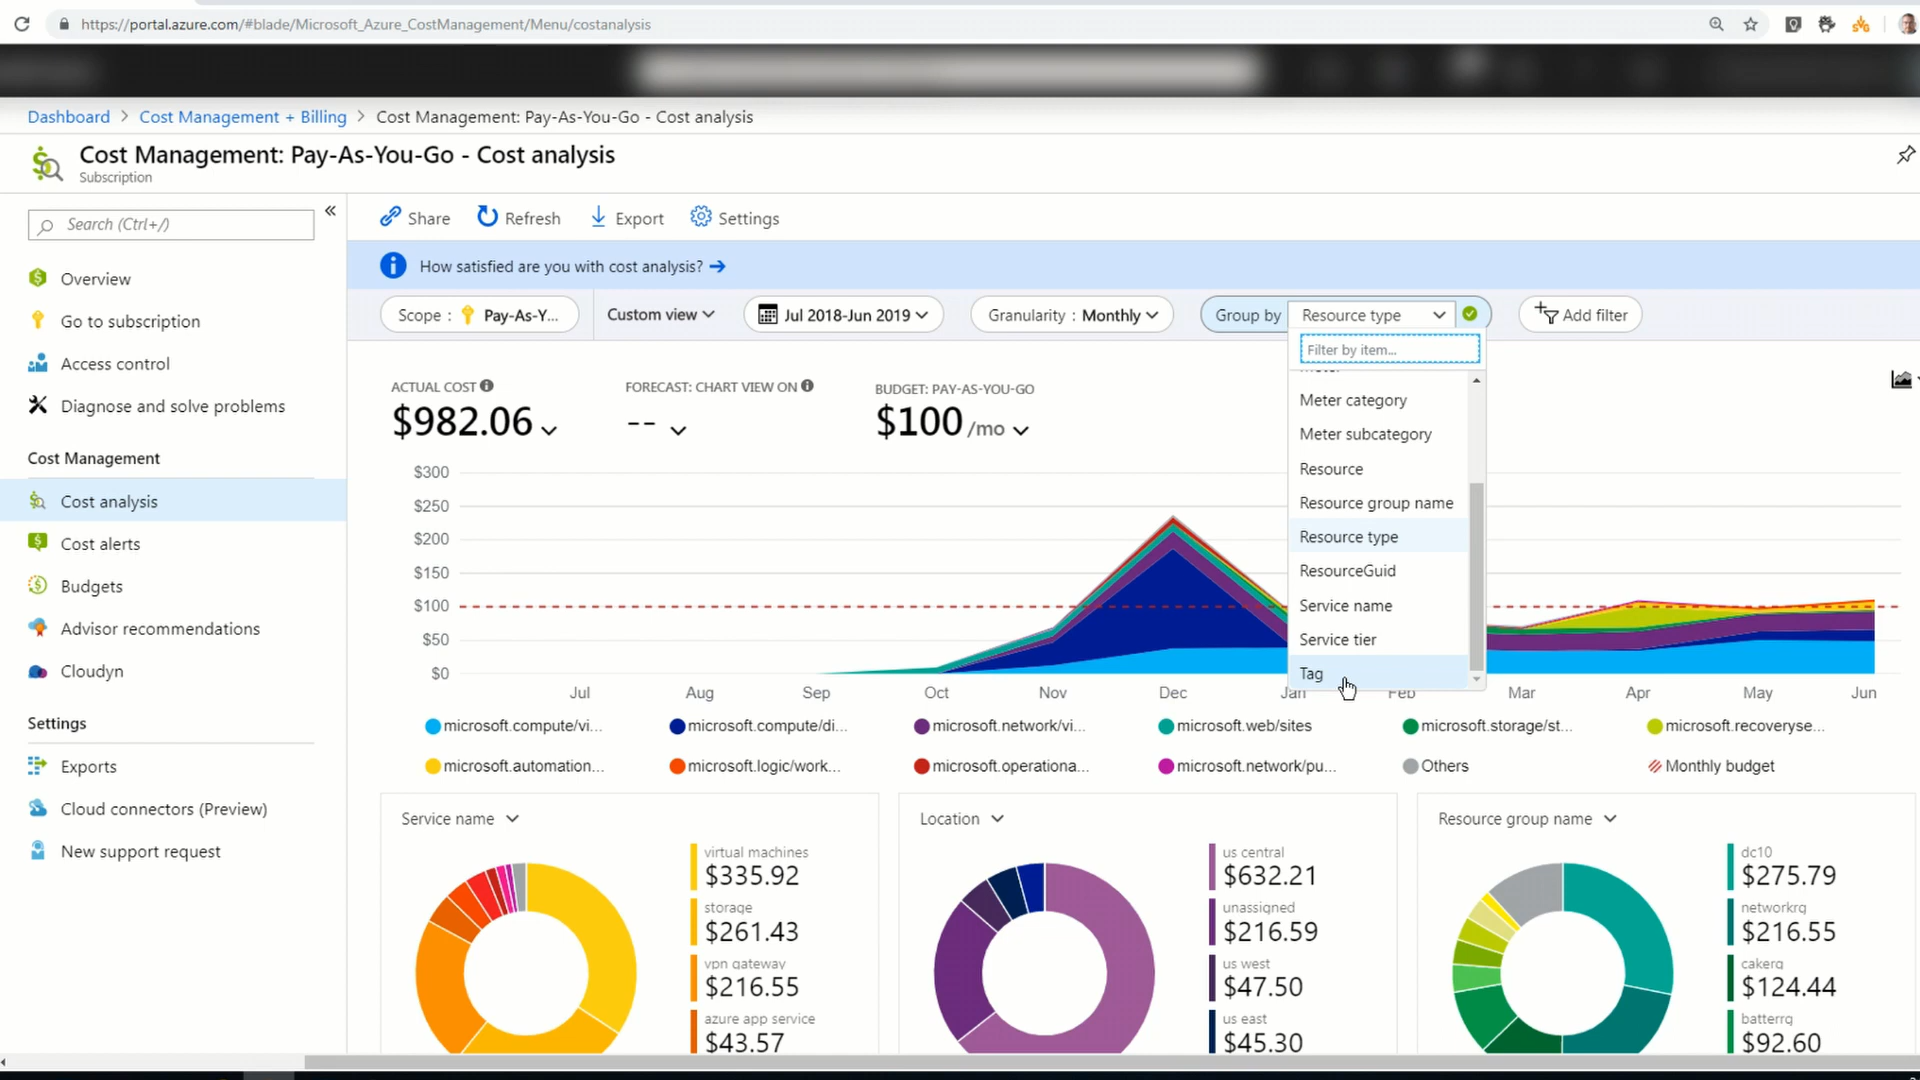 https://portal.azure.com/#blade/Microsoft_Azure_CostManagement/Menu/costanalysis
Dashboard > Cost Management + Billing > Cost Management: Pay-As-You-Go - Cost analysis
Cost Management: Pay-As-You-Go - Cost analysis
Subscription
Search (Ctrl+/)
Overview
Go to subscription
Access control
Diagnose and solve problems
Cost Management
Cost analysis
Cost alerts
Budgets
Advisor recommendations
Cloudyn
Settings
Exports
Cloud connectors (Preview)
New support request
Share Refresh Export Settings
How satisfied are you with cost analysis? →
Scope : Pay-As-Y... Custom view Jul 2018-Jun 2019 Granularity : Monthly Group by Resource type Add filter
Filter by item...
Meter category
Meter subcategory
Resource
Resource group name
Resource type
ResourceGuid
Service name
Service tier
Tag
ACTUAL COST
$982.06
FORECAST: CHART VIEW ON
--
BUDGET: PAY-AS-YOU-GO
$100 /mo
$300
$250
$200
$150
$100
$50
$0
Jul Aug Sep Oct Nov Dec Jan Feb Mar Apr May Jun
microsoft.compute/vi... microsoft.compute/di... microsoft.network/vi... microsoft.web/sites microsoft.storage/st... microsoft.recoveryse...
microsoft.automation... microsoft.logic/work... microsoft.operationa... microsoft.network/pu... Others Monthly budget
Service name
virtual machines
$335.92
storage
$261.43
vpn gateway
$216.55
azure app service
$43.57
Location
us central
$632.21
unassigned
$216.59
us west
$47.50
us east
$45.30
Resource group name
dc10
$275.79
networkrg
$216.55
cakerg
$124.44
batterrg
$92.60